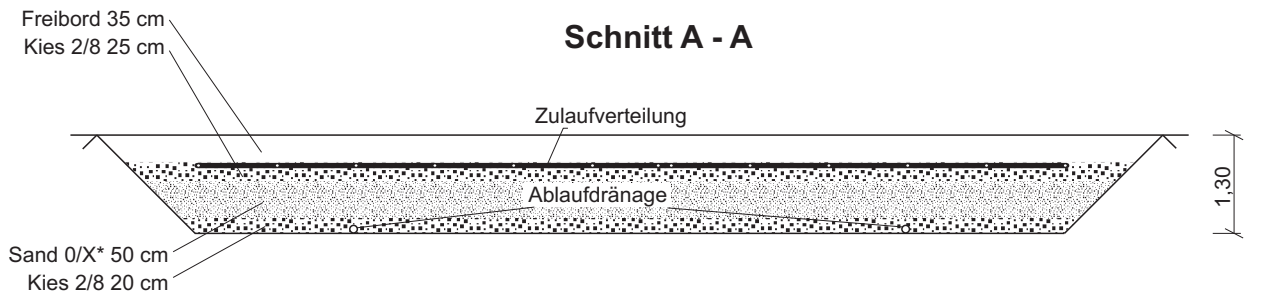 Freibord 35 cm
Kies 2/8 25 cm
Schnitt A - A
Zulaufverteilung
Ablaufdränage
1,30
Sand 0/X* 50 cm
Kies 2/8 20 cm